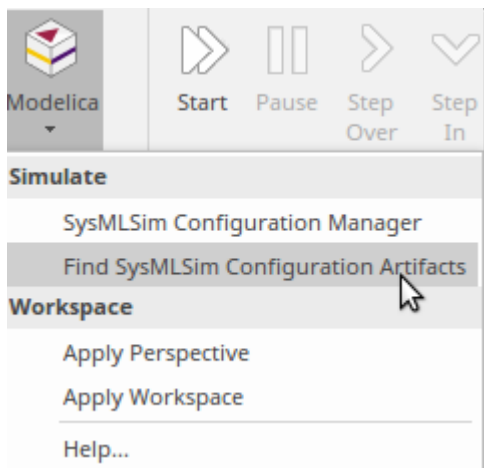 Modelica
Start
Pause
Step
Over
Step
In
Simulate
SysMLSim Configuration Manager
Find SysMLSim Configuration Artifacts
Workspace
Apply Perspective
Apply Workspace
Help...